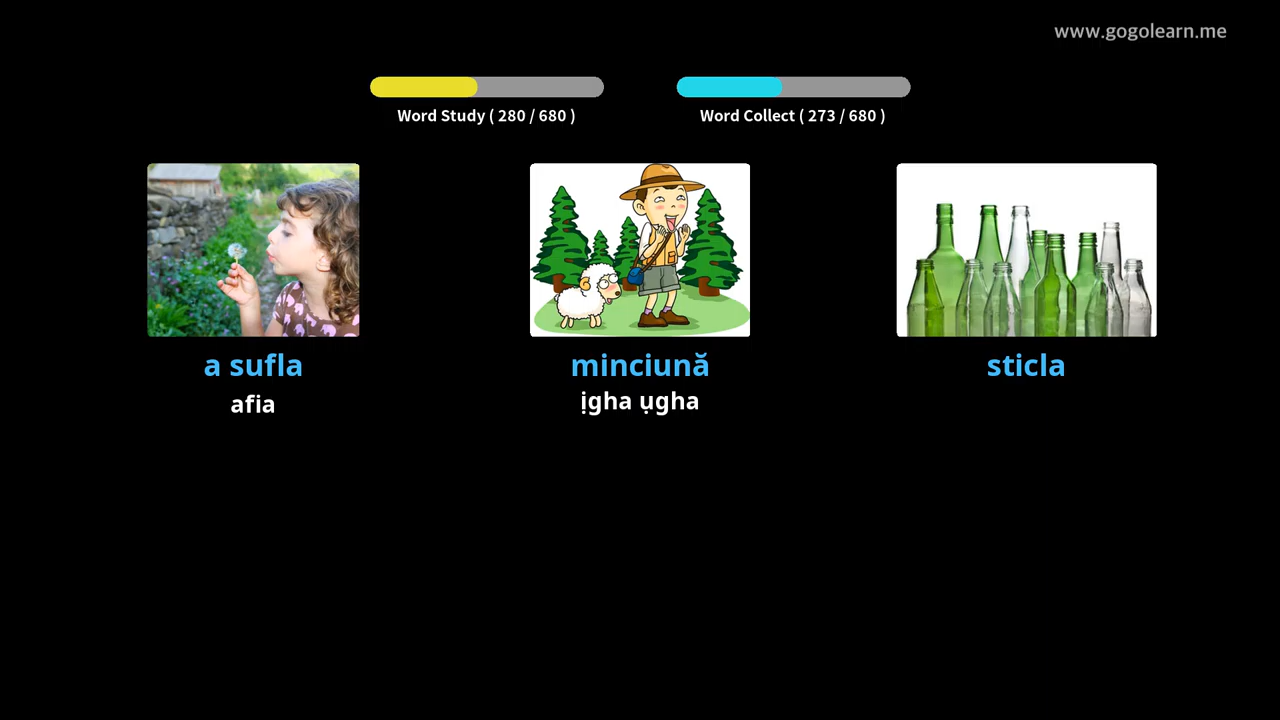 www.gogolearn.me
Word Study ( 280 / 680 )
Word Collect ( 273 / 680 )
a sufla
afia
minciună
ịgha ụgha
sticla